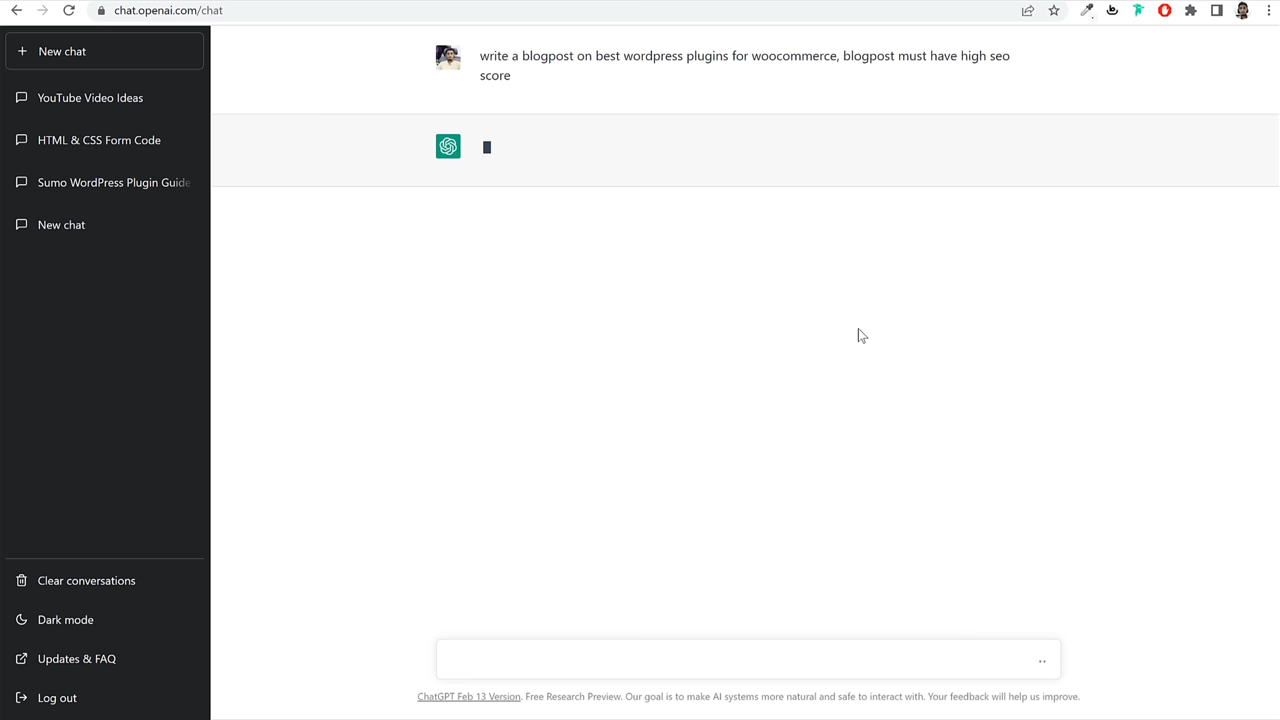 chat.openai.com/chat
New chat
YouTube Video Ideas
HTML & CSS Form Code
Sumo WordPress Plugin Guide
New chat
Clear conversations
Dark mode
Updates & FAQ
Log out
write a blogpost on best wordpress plugins for woocommerce, blogpost must have high seo
score
ChatGPT Feb 13 Version. Free Research Preview. Our goal is to make AI systems more natural and safe to interact with. Your feedback will help us improve.